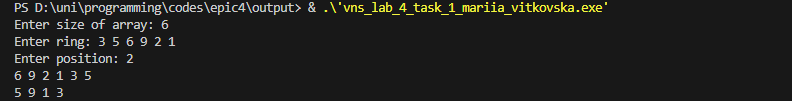 PS D:\uni\programming\codes\epic4\output> & .\'vns_lab_4_task_1_mariia_vitkovska.exe'
Enter size of array: 6
Enter ring: 3 5 6 9 2 1
Enter position: 2
6 9 2 1 3 5
5 9 1 3